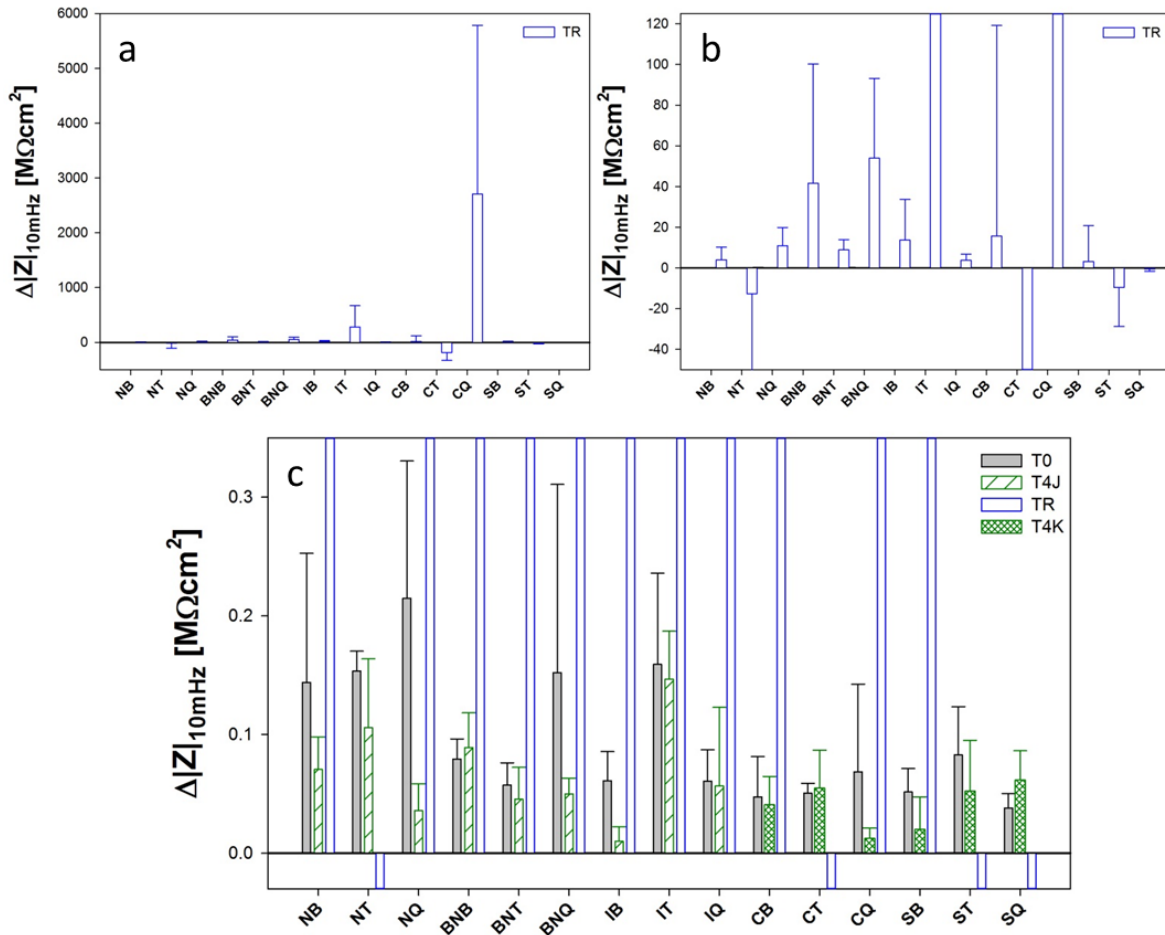 a
TR
6000
5000
4000
3000
2000
1000
0
Δ|Z|10mHz [MΩcm2]
NB NT NQ BNB BNT BNQ IB IT IQ CB CT CQ SB ST SQ
b
TR
120
100
80
60
40
20
0
-20
-40
Δ|Z|10mHz [MΩcm2]
NB NT NQ BNB BNT BNQ IB IT IQ CB CT CQ SB ST SQ
c
T0
T4J
TR
T4K
0.3
0.2
0.1
0.0
Δ|Z|10mHz [MΩcm2]
NB NT NQ BNB BNT BNQ IB IT IQ CB CT CQ SB ST SQ